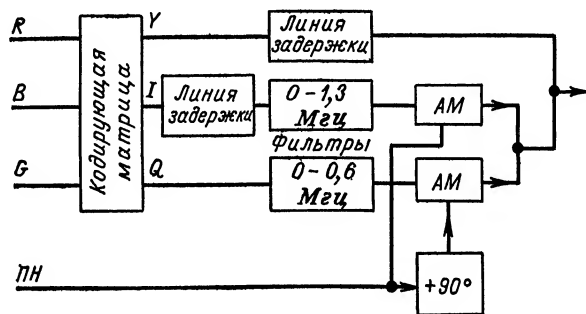 R
B
G
ПН
Кодирующая
матрица
Y
I
Q
Линия
задержки
Линия
задержки
0-1,3
Мгц
Фильтры
0-0,6
Мгц
АМ
АМ
+90°